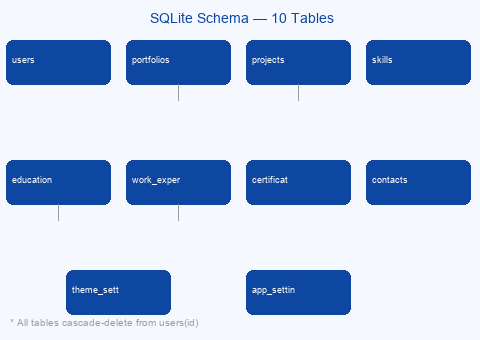 SQLite Schema — 10 Tables
users
portfolios
projects
skills
education
work_exper
certificat
contacts
theme_sett
app_settin
* All tables cascade-delete from users(id)